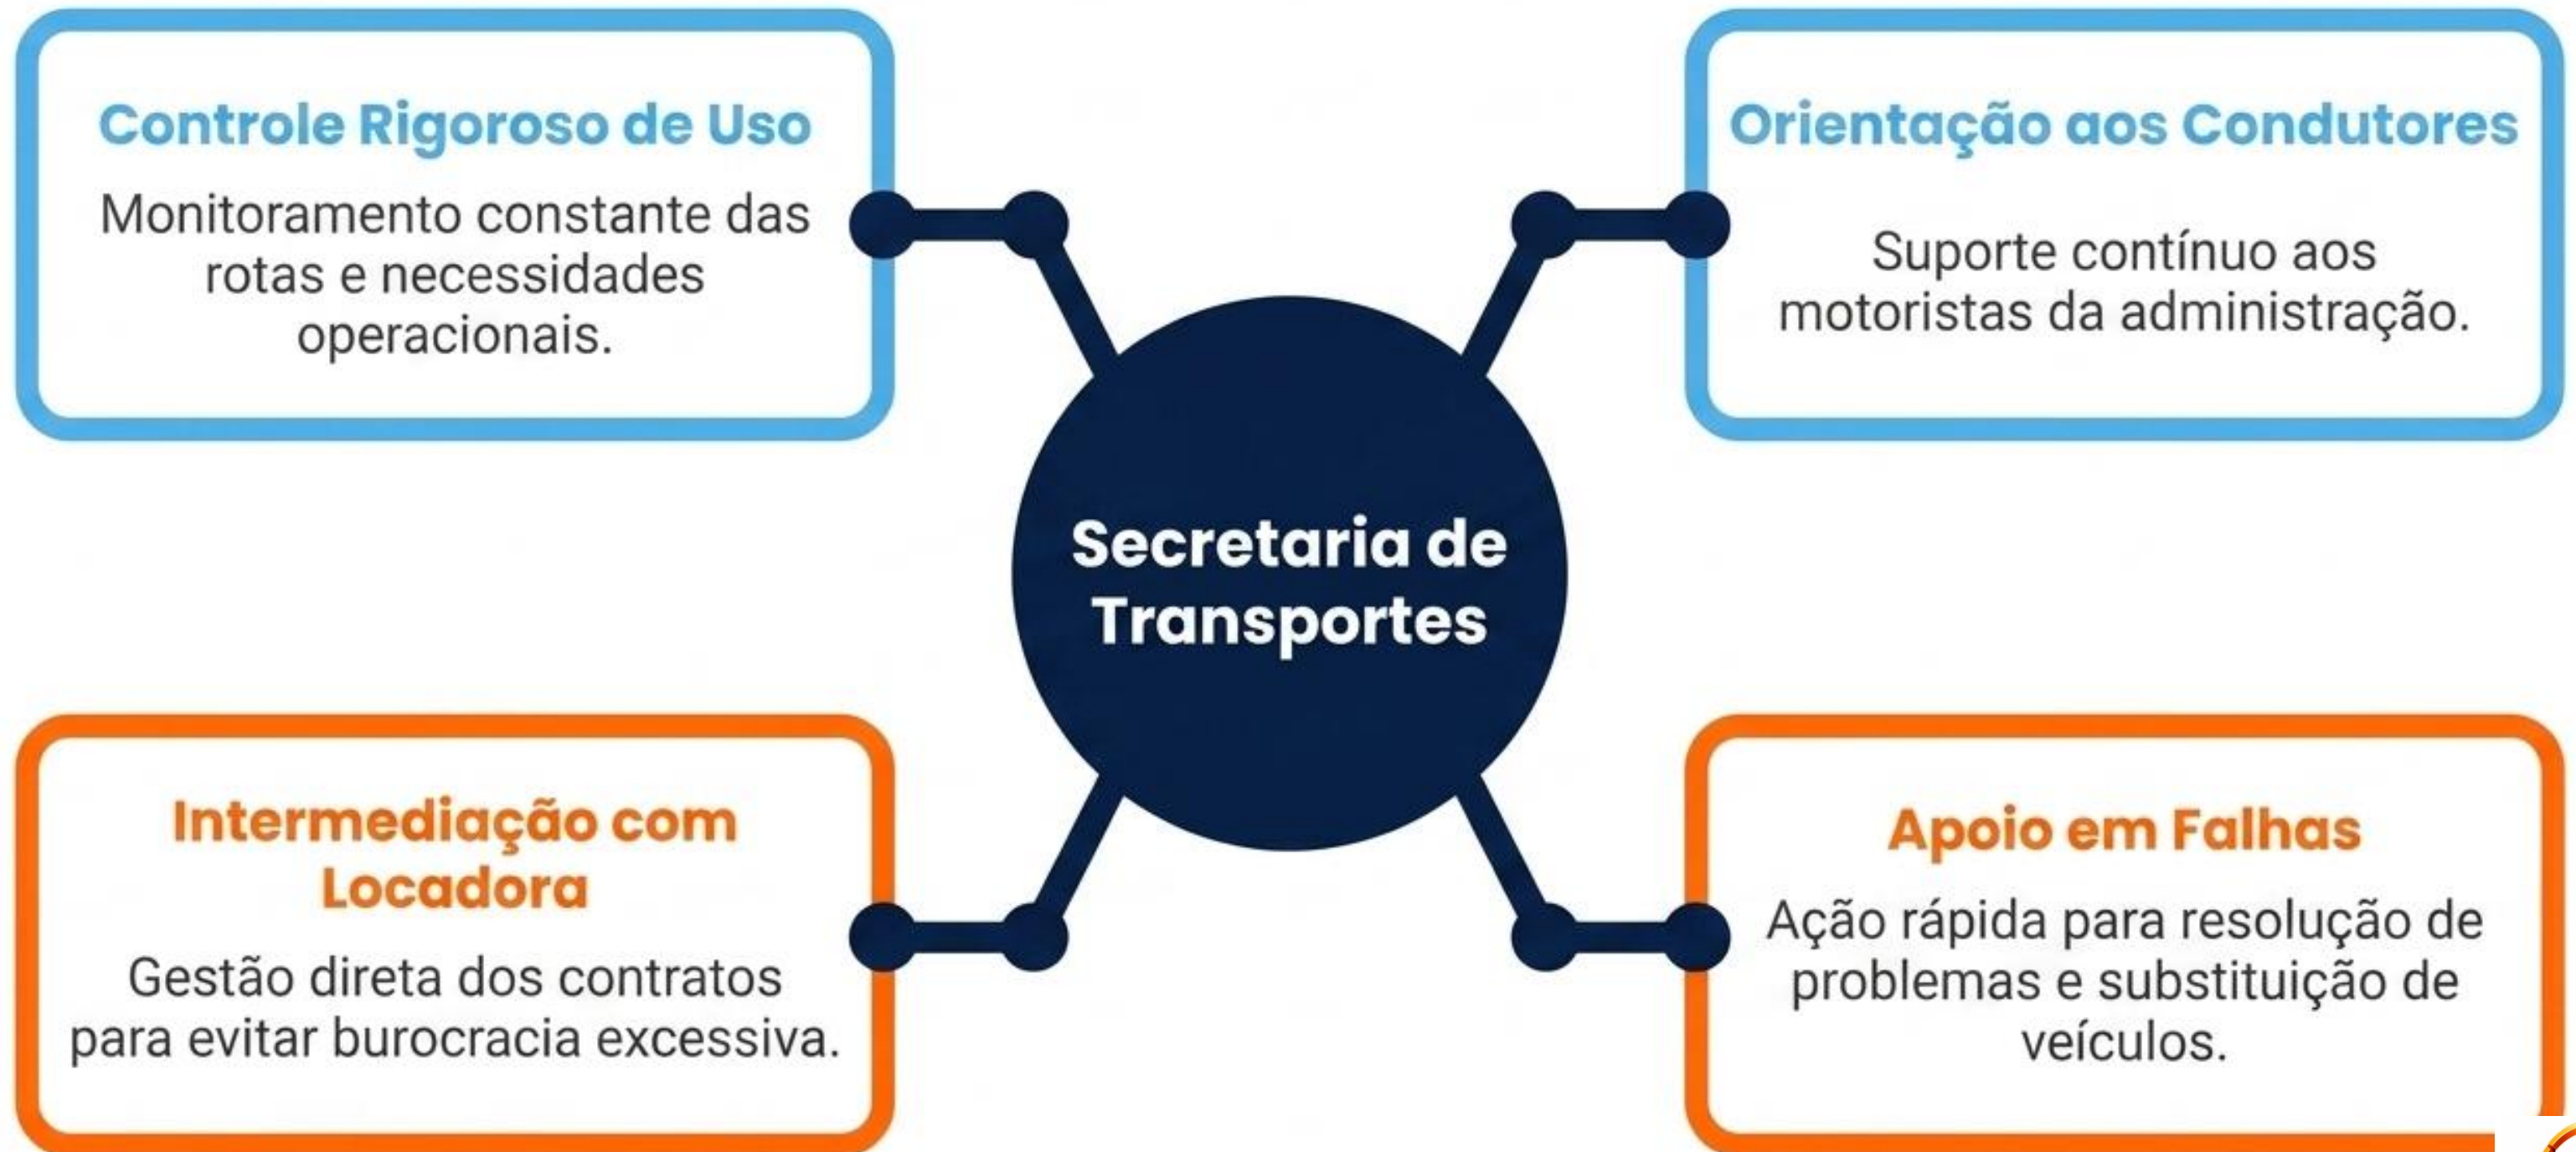 Controle Rigoroso de Uso
Monitoramento constante das
rotas e necessidades
operacionais.
Orientação aos Condutores
Suporte contínuo aos
motoristas da administração.
Secretaria de
Transportes
Intermediação com
Locadora
Gestão direta dos contratos
para evitar burocracia excessiva.
Apoio em Falhas
Ação rápida para resolução de
problemas e substituição de
veículos.